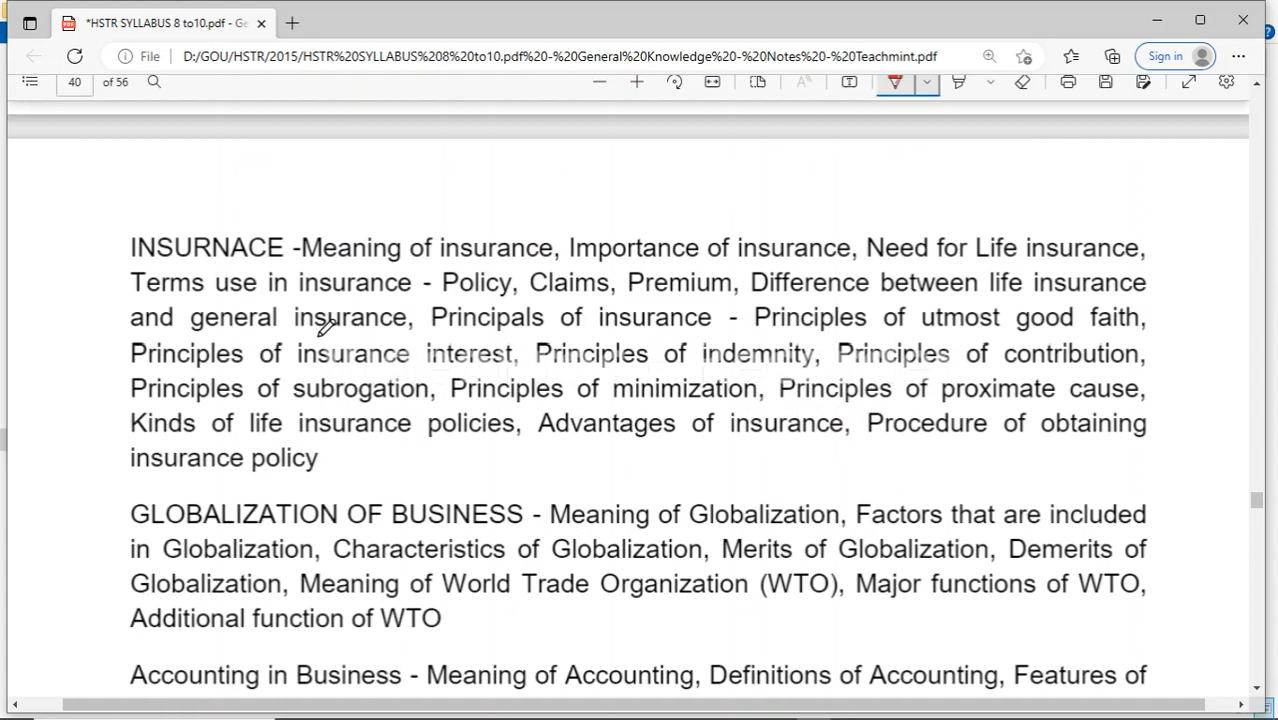 *HSTR SYLLABUS 8 to10.pdf - Ge
File D:/GOU/HSTR/2015/HSTR%20SYLLABUS%208%20to10.pdf%20-%20General%20Knowledge%20-%20Notes%20-%20Teachmint.pdf Sign in
40 of 56
INSURNACE -Meaning of insurance, Importance of insurance, Need for Life insurance,
Terms use in insurance - Policy, Claims, Premium, Difference between life insurance
and general insurance, Principals of insurance - Principles of utmost good faith,
Principles of insurance interest, Principles of indemnity, Principles of contribution,
Principles of subrogation, Principles of minimization, Principles of proximate cause,
Kinds of life insurance policies, Advantages of insurance, Procedure of obtaining
insurance policy
GLOBALIZATION OF BUSINESS - Meaning of Globalization, Factors that are included
in Globalization, Characteristics of Globalization, Merits of Globalization, Demerits of
Globalization, Meaning of World Trade Organization (WTO), Major functions of WTO,
Additional function of WTO
Accounting in Business - Meaning of Accounting, Definitions of Accounting, Features of